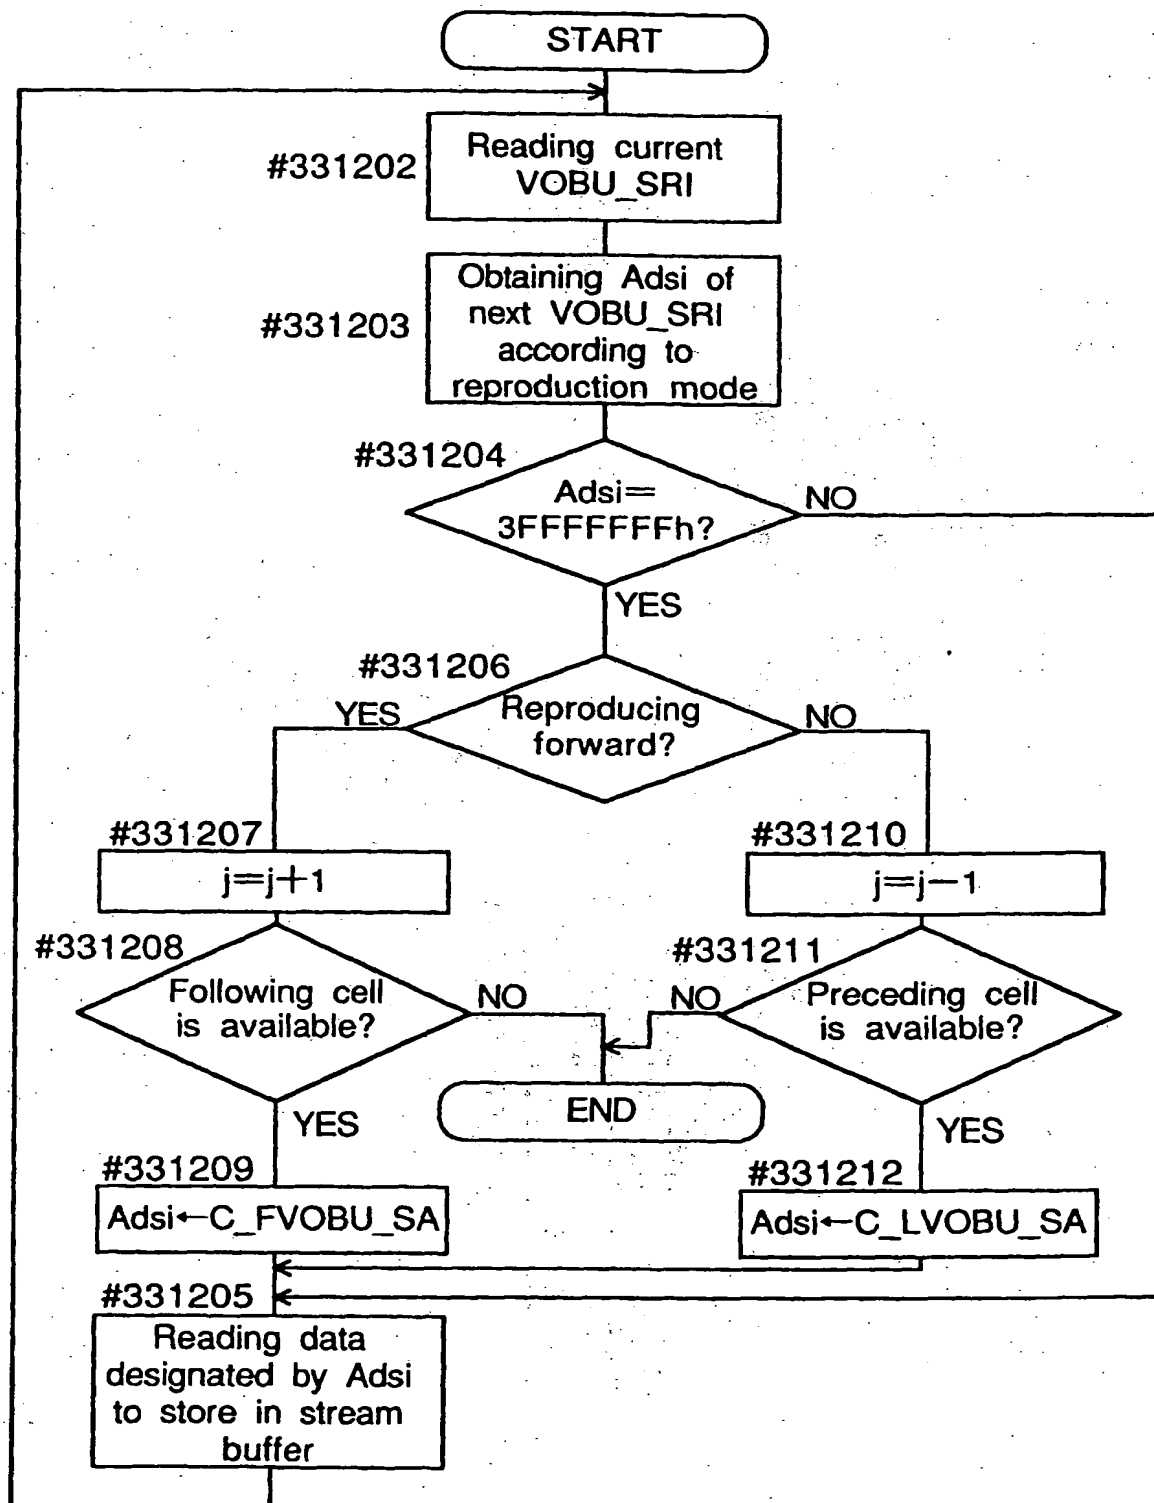 START
#331202
Reading current
VOBU_SRI
#331203
Obtaining Adsi of
next VOBU_SRI
according to
reproduction mode
#331204
Adsi=
3FFFFFFFh?
NO
YES
#331206
YES
Reproducing
forward?
NO
#331207
j=j+1
#331210
j=j-1
#331208
Following cell
is available?
NO
#331211
NO
Preceding cell
is available?
YES
END
YES
#331209
Adsi←C_FVOBU_SA
#331212
Adsi←C_LVOBU_SA
#331205
Reading data
designated by Adsi
to store in stream
buffer